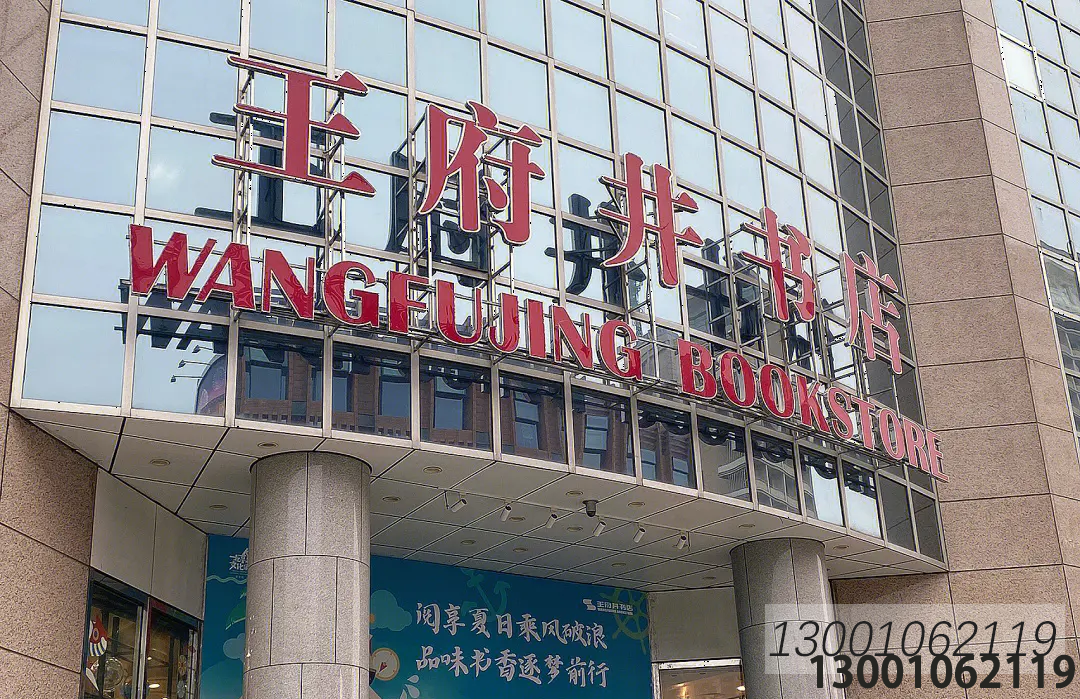 王府井书店
WANGFUJING BOOKSTORE
王府井书店
阅享夏日乘风破浪
品味书香逐梦前行
13001062119
13001062119